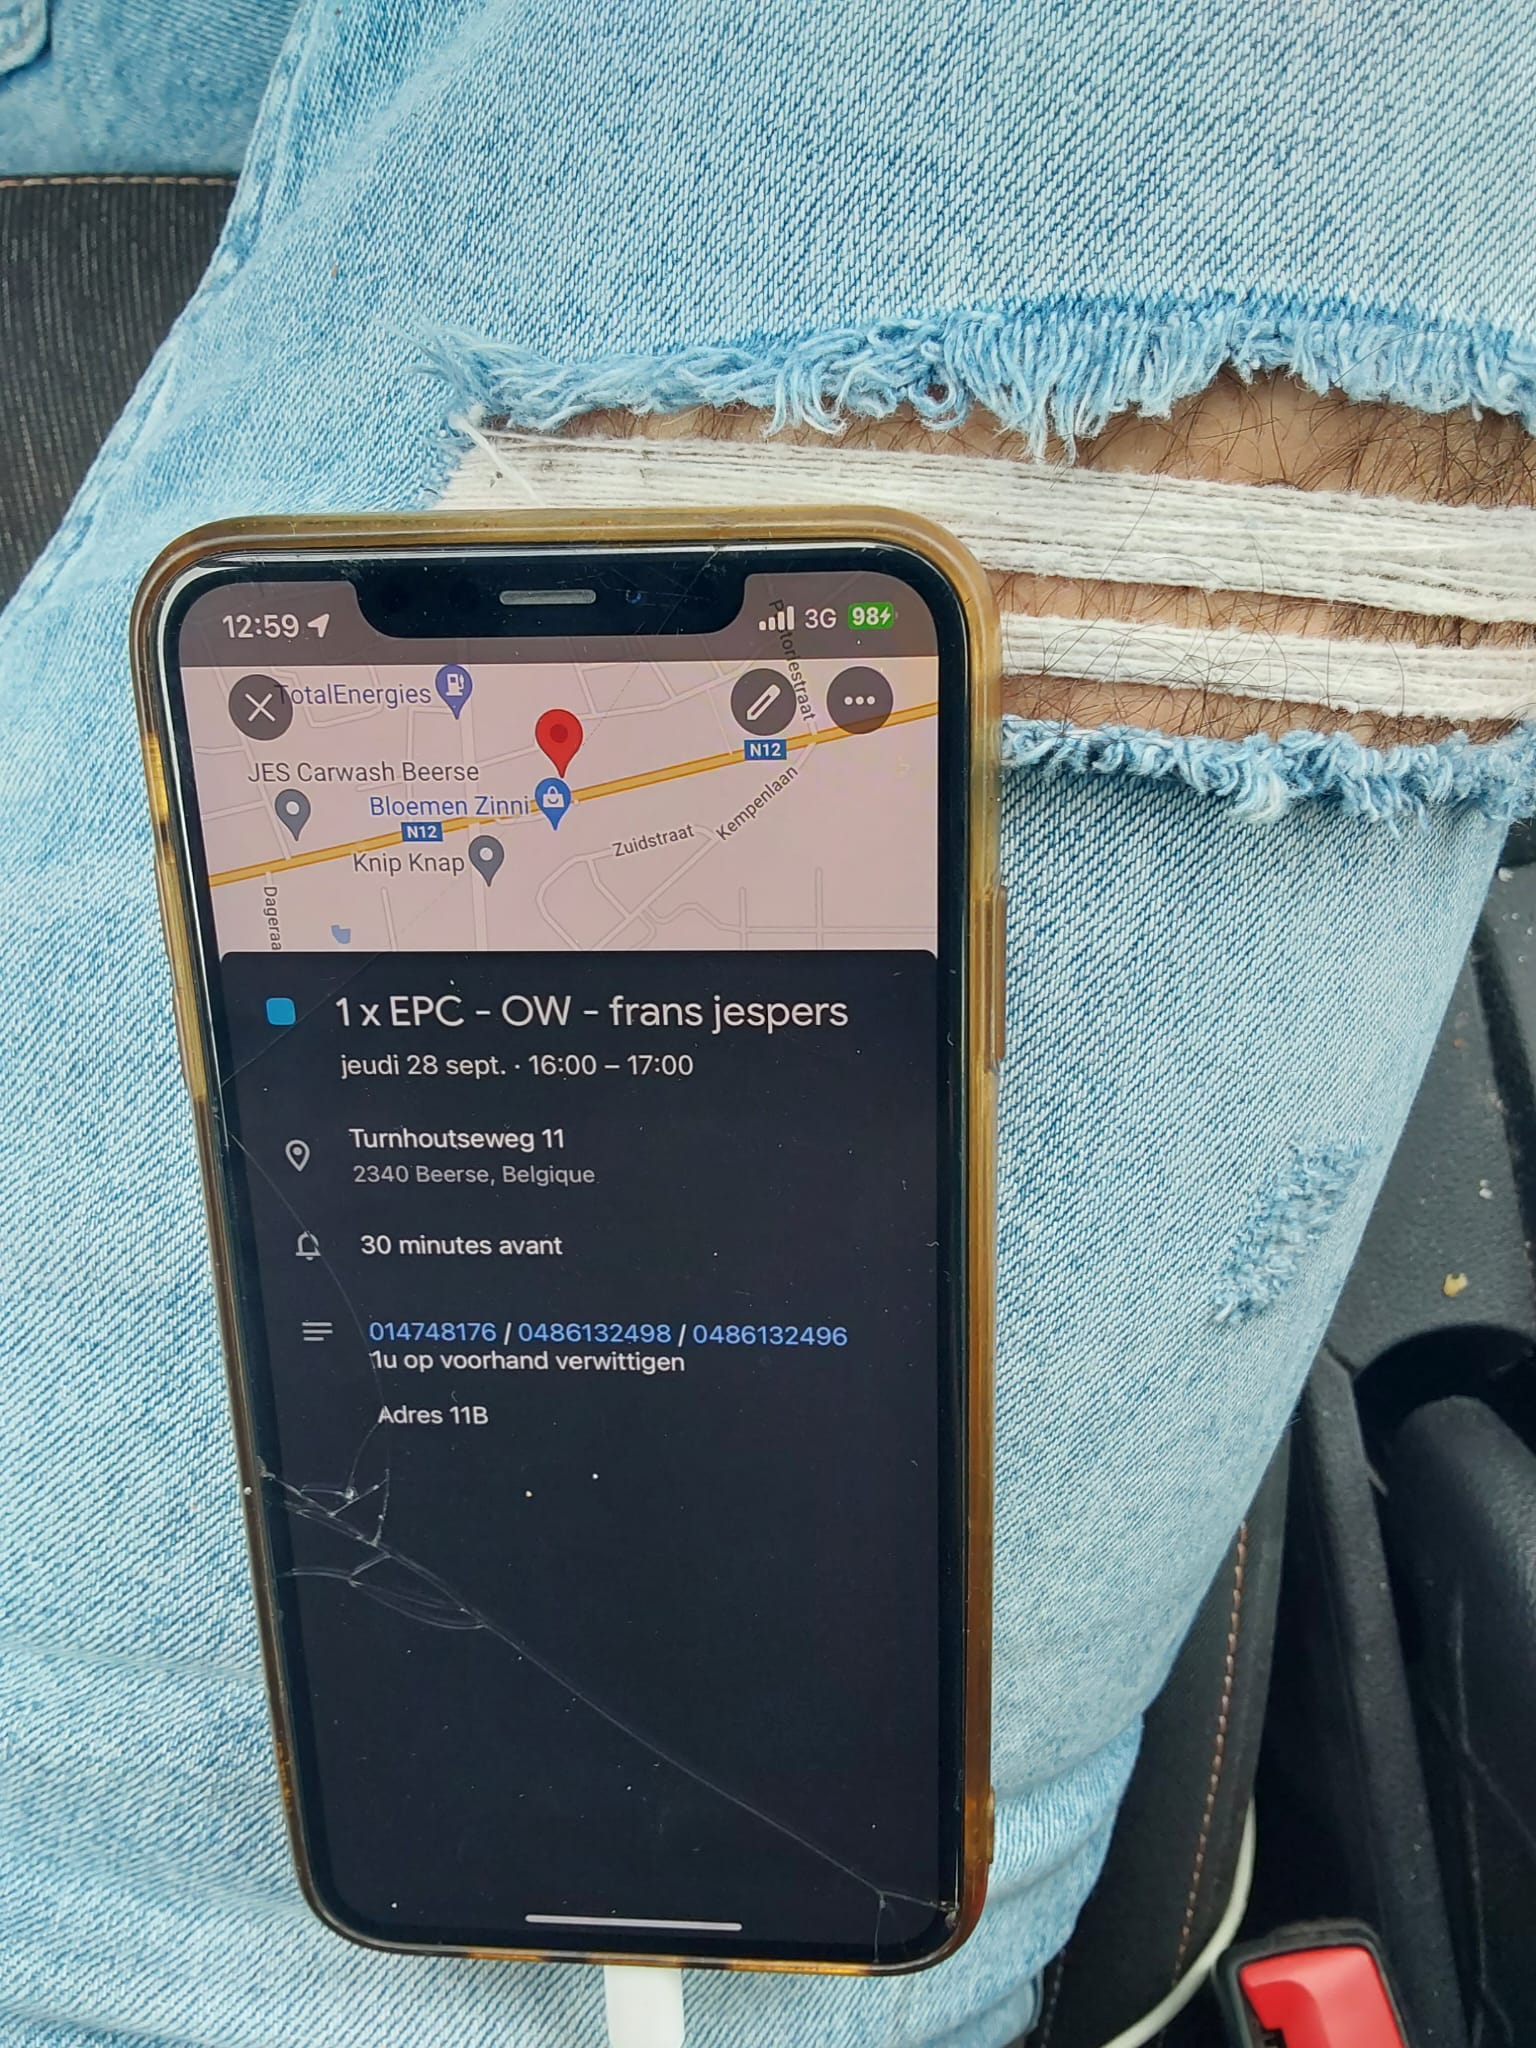 12:59 3G 98
TotalEnergies
N12
JES Carwash Beerse
Bloemen Zinni
N12
Kempenlaan
Zuidstraat
Knip Knap
Dageraa
1 x EPC - OW - frans jespers
jeudi 28 sept. · 16:00 – 17:00
Turnhoutseweg 11
2340 Beerse, Belgique
30 minutes avant
014748176 / 0486132498 / 0486132496
1u op voorhand verwittigen
Adres 11B